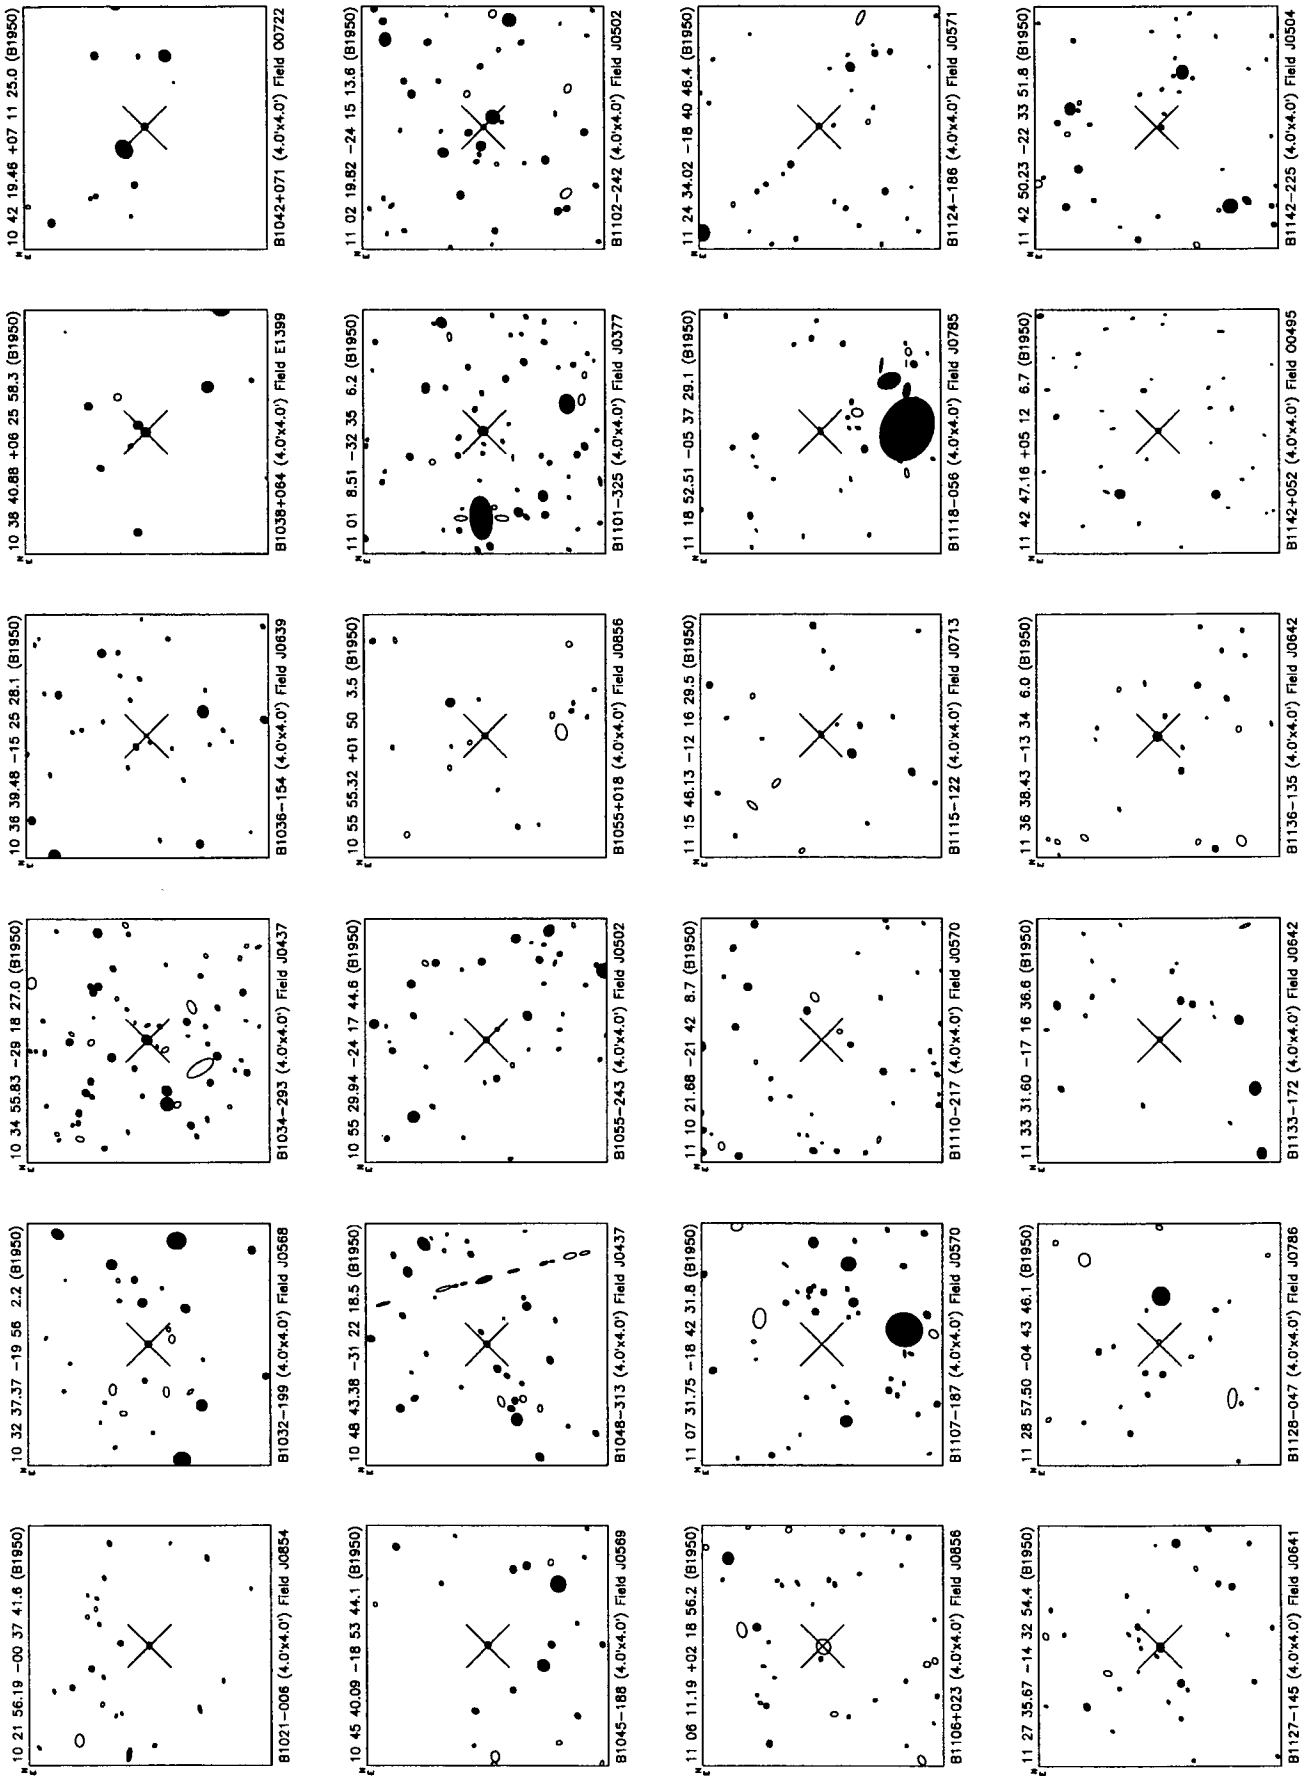 10 21 56.19 -00 37 41.6 (B1950)
N
E
B1021-006 (4.0'x4.0') Field J0854
10 32 37.37 -19 56 2.2 (B1950)
N
E
B1032-199 (4.0'x4.0') Field J0568
10 34 55.83 -29 18 27.0 (B1950)
N
E
B1034-293 (4.0'x4.0') Field J0437
10 36 39.48 -15 25 28.1 (B1950)
N
E
B1036-154 (4.0'x4.0') Field J0639
10 38 40.88 +06 25 58.3 (B1950)
N
E
B1038+064 (4.0'x4.0') Field E1399
10 42 19.46 +07 11 25.0 (B1950)
N
E
B1042+071 (4.0'x4.0') Field O0722
10 45 40.09 -18 53 44.1 (B1950)
N
E
B1045-188 (4.0'x4.0') Field J0569
10 48 43.38 -31 22 18.5 (B1950)
N
E
B1048-313 (4.0'x4.0') Field J0437
10 55 29.94 -24 17 44.6 (B1950)
N
E
B1055-243 (4.0'x4.0') Field J0502
10 55 55.32 +01 50 3.5 (B1950)
N
E
B1055+018 (4.0'x4.0') Field J0856
11 01 8.51 -32 35 6.2 (B1950)
N
E
B1101-325 (4.0'x4.0') Field J0377
11 02 19.82 -24 15 13.6 (B1950)
N
E
B1102-242 (4.0'x4.0') Field J0502
11 06 11.19 +02 18 56.2 (B1950)
N
E
B1106+023 (4.0'x4.0') Field J0856
11 07 31.75 -18 42 31.8 (B1950)
N
E
B1107-187 (4.0'x4.0') Field J0570
11 10 21.68 -21 42 8.7 (B1950)
N
E
B1110-217 (4.0'x4.0') Field J0570
11 15 46.13 -12 16 29.5 (B1950)
N
E
B1115-122 (4.0'x4.0') Field J0713
11 18 52.51 -05 37 29.1 (B1950)
N
E
B1118-056 (4.0'x4.0') Field J0785
11 24 34.02 -18 40 46.4 (B1950)
N
E
B1124-186 (4.0'x4.0') Field J0571
11 27 35.67 -14 32 54.4 (B1950)
N
E
B1127-145 (4.0'x4.0') Field J0641
11 28 57.50 -04 43 46.1 (B1950)
N
E
B1128-047 (4.0'x4.0') Field J0786
11 33 31.60 -17 16 36.6 (B1950)
N
E
B1133-172 (4.0'x4.0') Field J0642
11 36 38.43 -13 34 6.0 (B1950)
N
E
B1136-135 (4.0'x4.0') Field J0642
11 42 47.16 +05 12 6.7 (B1950)
N
E
B1142+052 (4.0'x4.0') Field O0495
11 42 50.23 -22 33 51.8 (B1950)
N
E
B1142-225 (4.0'x4.0') Field J0504